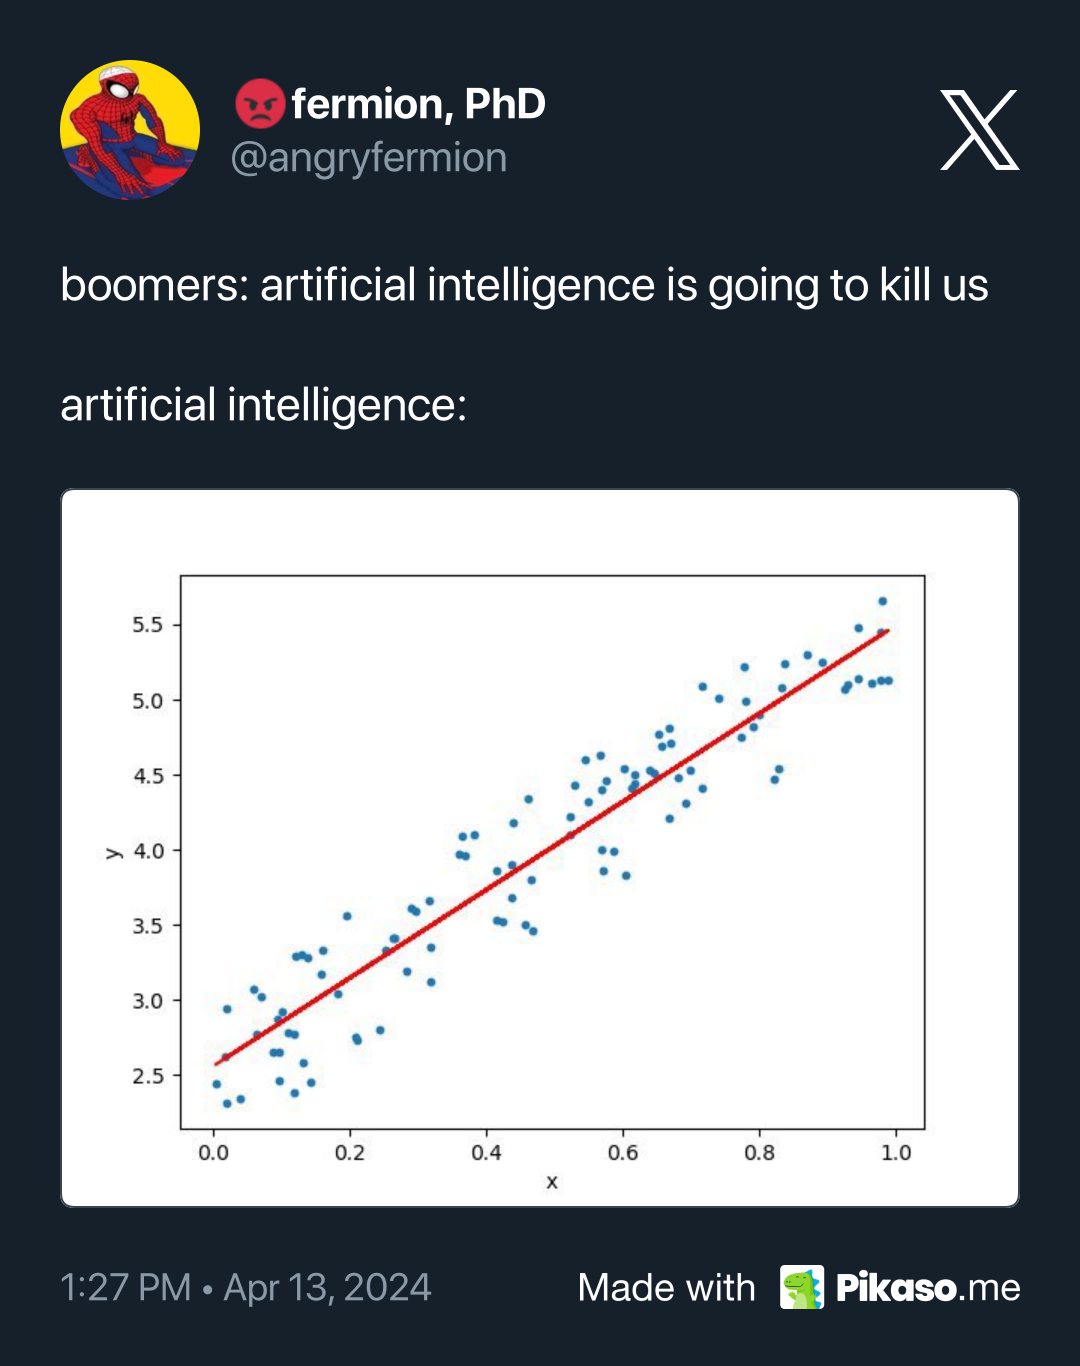 😡fermion, PhD
@angryfermion
boomers: artificial intelligence is going to kill us
artificial intelligence:
5.5
5.0
4.5
4.0
3.5
3.0
2.5
y
0.0 0.2 0.4 0.6 0.8 1.0
x
1:27 PM • Apr 13, 2024
Made with Pikaso.me